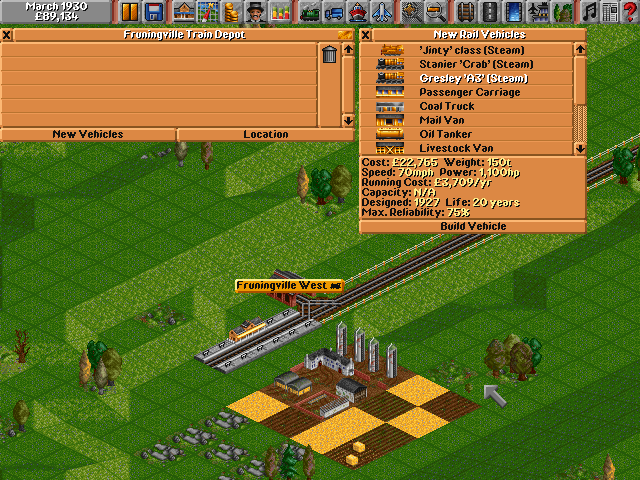 March 1930
£89,134
Fruningville Train Depot
New Vehicles
Location
New Rail Vehicles
'Jinty' class (Steam)
Stanier 'Crab' (Steam)
Gresley 'A3' (Steam)
Passenger Carriage
Coal Truck
Mail Van
Oil Tanker
Livestock Van
Cost: £22,765 Weight: 150t
Speed: 70mph Power: 1,100hp
Running Cost: £3,709/yr
Capacity: N/A
Designed: 1927 Life: 20 years
Max. Reliability: 75%
Build Vehicle
Fruningville West